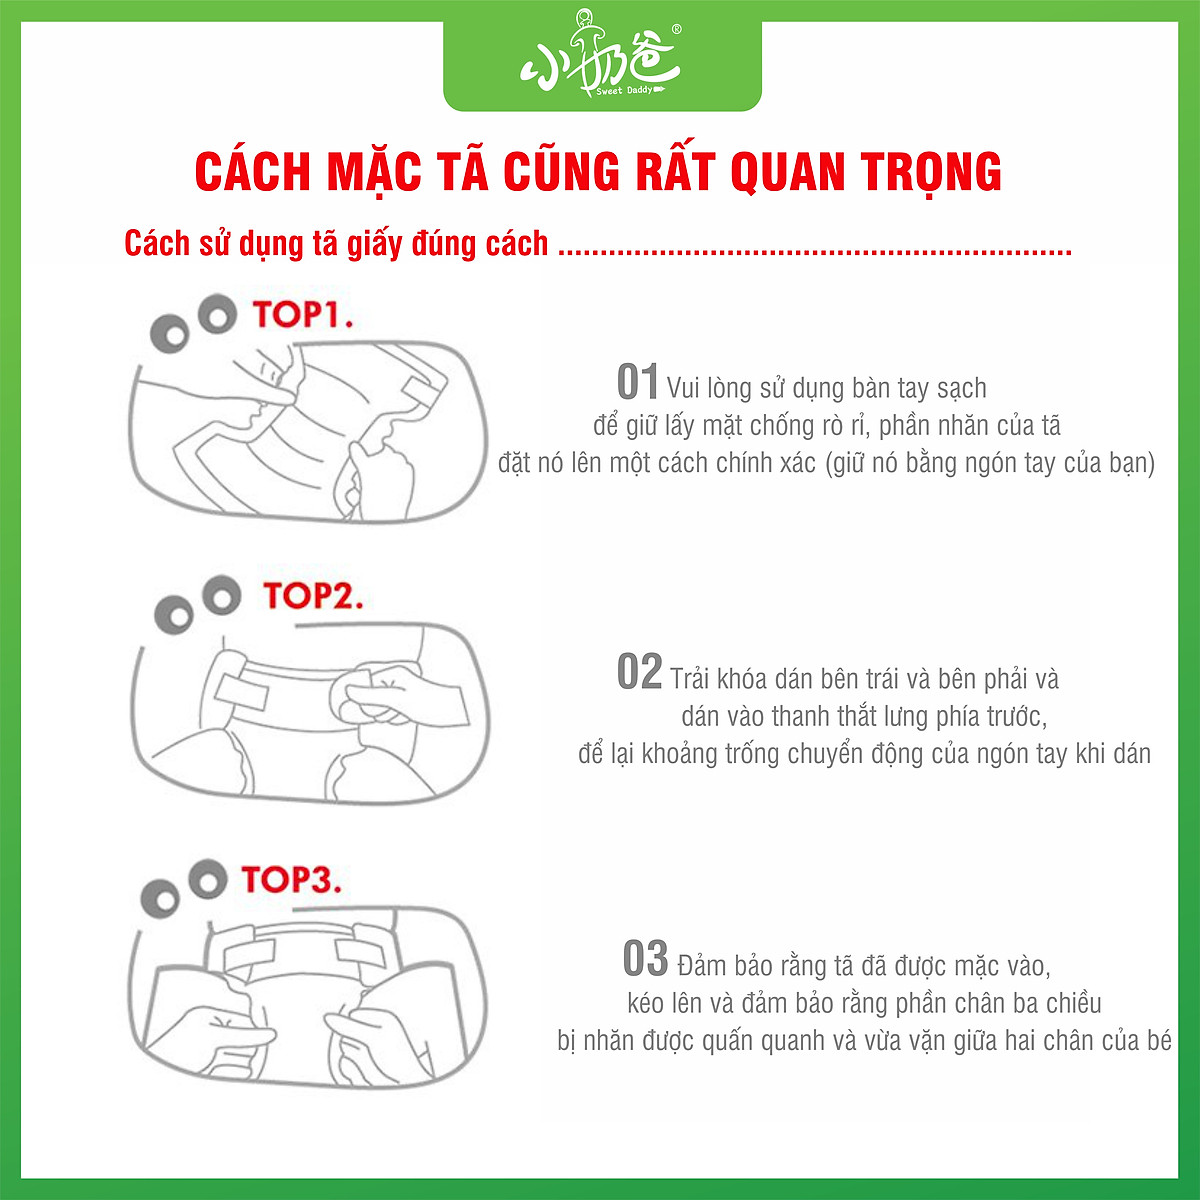 小奶爸®
Sweet Daddy
CÁCH MẶC TÃ CŨNG RẤT QUAN TRỌNG
Cách sử dụng tã giấy đúng cách ..............................................................
TOP1.
01 Vui lòng sử dụng bàn tay sạch
để giữ lấy mặt chống rò rỉ, phần nhăn của tã
đặt nó lên một cách chính xác (giữ nó bằng ngón tay của bạn)
TOP2.
02 Trải khóa dán bên trái và bên phải và
dán vào thanh thắt lưng phía trước,
để lại khoảng trống chuyển động của ngón tay khi dán
TOP3.
03 Đảm bảo rằng tã đã được mặc vào,
kéo lên và đảm bảo rằng phần chân ba chiều
bị nhăn được quấn quanh và vừa vặn giữa hai chân của bé